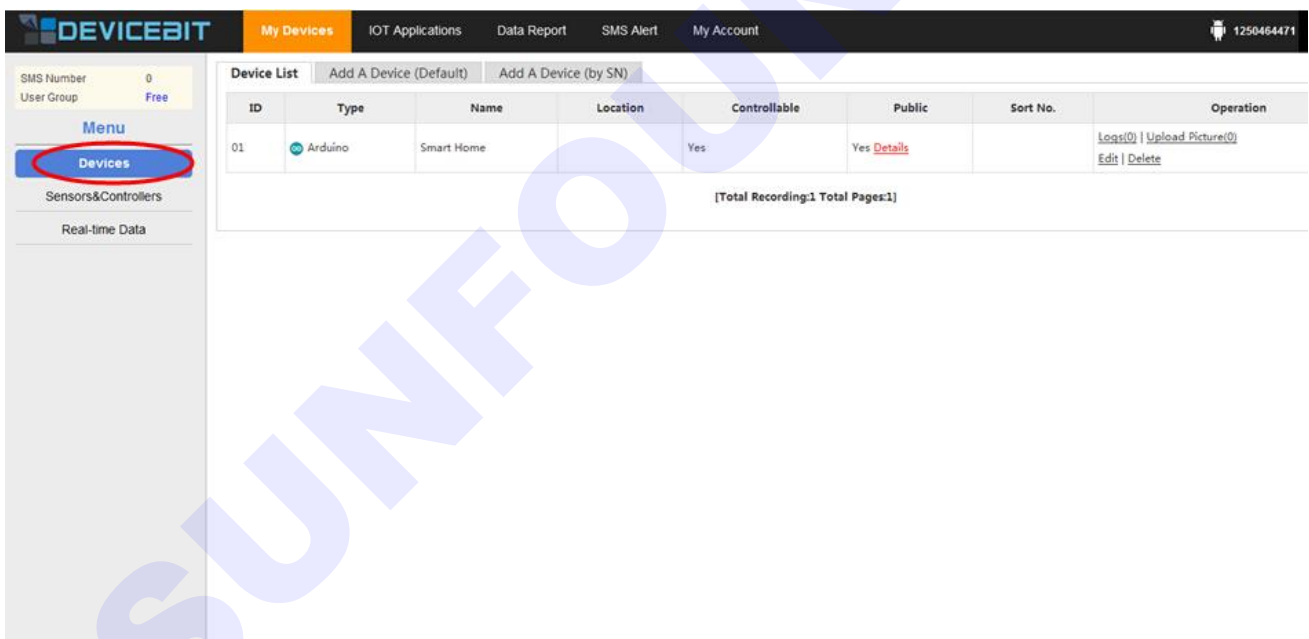 DEVICEBIT
My Devices IOT Applications Data Report SMS Alert My Account 1250464471
SMS Number 0
User Group Free
Menu
Devices
Sensors&Controllers
Real-time Data
Device List Add A Device (Default) Add A Device (by SN)
ID Type Name Location Controllable Public Sort No. Operation
01 Arduino Smart Home Yes Yes Details Logs(0) | Upload Picture(0)
Edit | Delete
[Total Recording:1 Total Pages:1]
SUNFOUN